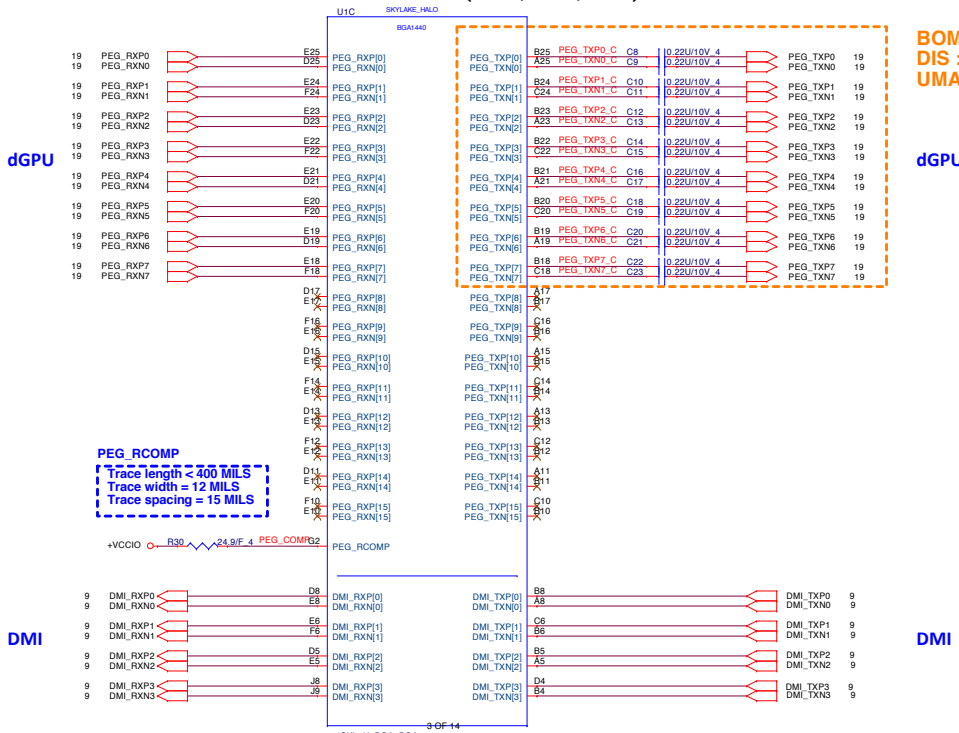 U1C SKYLAKE_HALO
BGA1440
BOM
DIS :
UMA
19 PEG_RXP0 E25 PEG_RXP[0] PEG_TXP[0] B25 PEG_TXP0_C C8 0.22U/10V_4 PEG_TXP0 19
19 PEG_RXN0 D25 PEG_RXN[0] PEG_TXN[0] A25 PEG_TXN0_C C9 0.22U/10V_4 PEG_TXN0 19
19 PEG_RXP1 E24 PEG_RXP[1] PEG_TXP[1] B24 PEG_TXP1_C C10 0.22U/10V_4 PEG_TXP1 19
19 PEG_RXN1 F24 PEG_RXN[1] PEG_TXN[1] C24 PEG_TXN1_C C11 0.22U/10V_4 PEG_TXN1 19
19 PEG_RXP2 E23 PEG_RXP[2] PEG_TXP[2] B23 PEG_TXP2_C C12 0.22U/10V_4 PEG_TXP2 19
19 PEG_RXN2 D23 PEG_RXN[2] PEG_TXN[2] A23 PEG_TXN2_C C13 0.22U/10V_4 PEG_TXN2 19
19 PEG_RXP3 E22 PEG_RXP[3] PEG_TXP[3] B22 PEG_TXP3_C C14 0.22U/10V_4 PEG_TXP3 19
dGPU 19 PEG_RXN3 F22 PEG_RXN[3] PEG_TXN[3] C22 PEG_TXN3_C C15 0.22U/10V_4 PEG_TXN3 19 dGPU
19 PEG_RXP4 E21 PEG_RXP[4] PEG_TXP[4] B21 PEG_TXP4_C C16 0.22U/10V_4 PEG_TXP4 19
19 PEG_RXN4 D21 PEG_RXN[4] PEG_TXN[4] A21 PEG_TXN4_C C17 0.22U/10V_4 PEG_TXN4 19
19 PEG_RXP5 E20 PEG_RXP[5] PEG_TXP[5] B20 PEG_TXP5_C C18 0.22U/10V_4 PEG_TXP5 19
19 PEG_RXN5 F20 PEG_RXN[5] PEG_TXN[5] C20 PEG_TXN5_C C19 0.22U/10V_4 PEG_TXN5 19
19 PEG_RXP6 E19 PEG_RXP[6] PEG_TXP[6] B19 PEG_TXP6_C C20 0.22U/10V_4 PEG_TXP6 19
19 PEG_RXN6 D19 PEG_RXN[6] PEG_TXN[6] A19 PEG_TXN6_C C21 0.22U/10V_4 PEG_TXN6 19
19 PEG_RXP7 E18 PEG_RXP[7] PEG_TXP[7] B18 PEG_TXP7_C C22 0.22U/10V_4 PEG_TXP7 19
19 PEG_RXN7 F18 PEG_RXN[7] PEG_TXN[7] C18 PEG_TXN7_C C23 0.22U/10V_4 PEG_TXN7 19
D17 PEG_RXP[8] PEG_TXP[8] A17
E17 PEG_RXN[8] PEG_TXN[8] B17
F16 PEG_RXP[9] PEG_TXP[9] C16
E16 PEG_RXN[9] PEG_TXN[9] B16
D15 PEG_RXP[10] PEG_TXP[10] A15
E15 PEG_RXN[10] PEG_TXN[10] B15
F14 PEG_RXP[11] PEG_TXP[11] C14
E14 PEG_RXN[11] PEG_TXN[11] B14
D13 PEG_RXP[12] PEG_TXP[12] A13
E13 PEG_RXN[12] PEG_TXN[12] B13
F12 PEG_RXP[13] PEG_TXP[13] C12
E12 PEG_RXN[13] PEG_TXN[13] B12
D11 PEG_RXP[14] PEG_TXP[14] A11
E11 PEG_RXN[14] PEG_TXN[14] B11
F10 PEG_RXP[15] PEG_TXP[15] C10
E10 PEG_RXN[15] PEG_TXN[15] B10
PEG_RCOMP
Trace length < 400 MILS
Trace width = 12 MILS
Trace spacing = 15 MILS
+VCCIO R30 24.9/F_4 PEG_COMP G2 PEG_RCOMP
9 DMI_RXP0 D8 DMI_RXP[0] DMI_TXP[0] B8 DMI_TXP0 9
9 DMI_RXN0 E8 DMI_RXN[0] DMI_TXN[0] A8 DMI_TXN0 9
9 DMI_RXP1 E6 DMI_RXP[1] DMI_TXP[1] C6 DMI_TXP1 9
DMI 9 DMI_RXN1 F6 DMI_RXN[1] DMI_TXN[1] B6 DMI_TXN1 9 DMI
9 DMI_RXP2 D5 DMI_RXP[2] DMI_TXP[2] B5 DMI_TXP2 9
9 DMI_RXN2 E5 DMI_RXN[2] DMI_TXN[2] A5 DMI_TXN2 9
9 DMI_RXP3 J8 DMI_RXP[3] DMI_TXP[3] D4 DMI_TXP3 9
9 DMI_RXN3 J9 DMI_RXN[3] DMI_TXN[3] B4 DMI_TXN3 9
3 OF 14